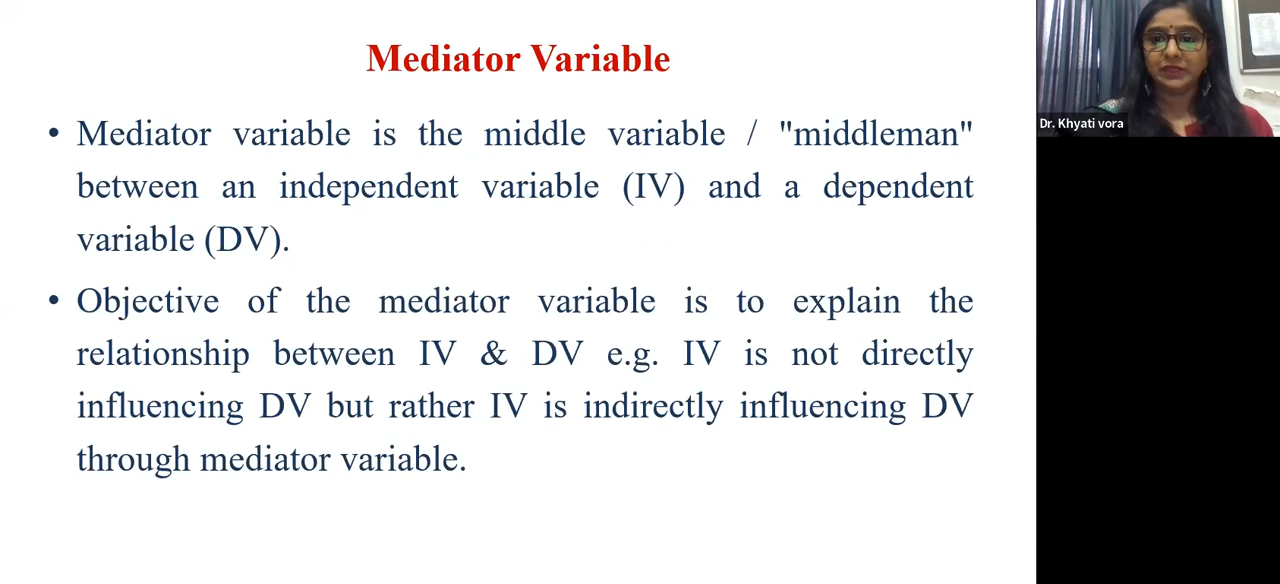 Mediator Variable
• Mediator variable is the middle variable / "middleman"
between an independent variable (IV) and a dependent
variable (DV).
• Objective of the mediator variable is to explain the
relationship between IV & DV e.g. IV is not directly
influencing DV but rather IV is indirectly influencing DV
through mediator variable.
Dr. Khyati vora